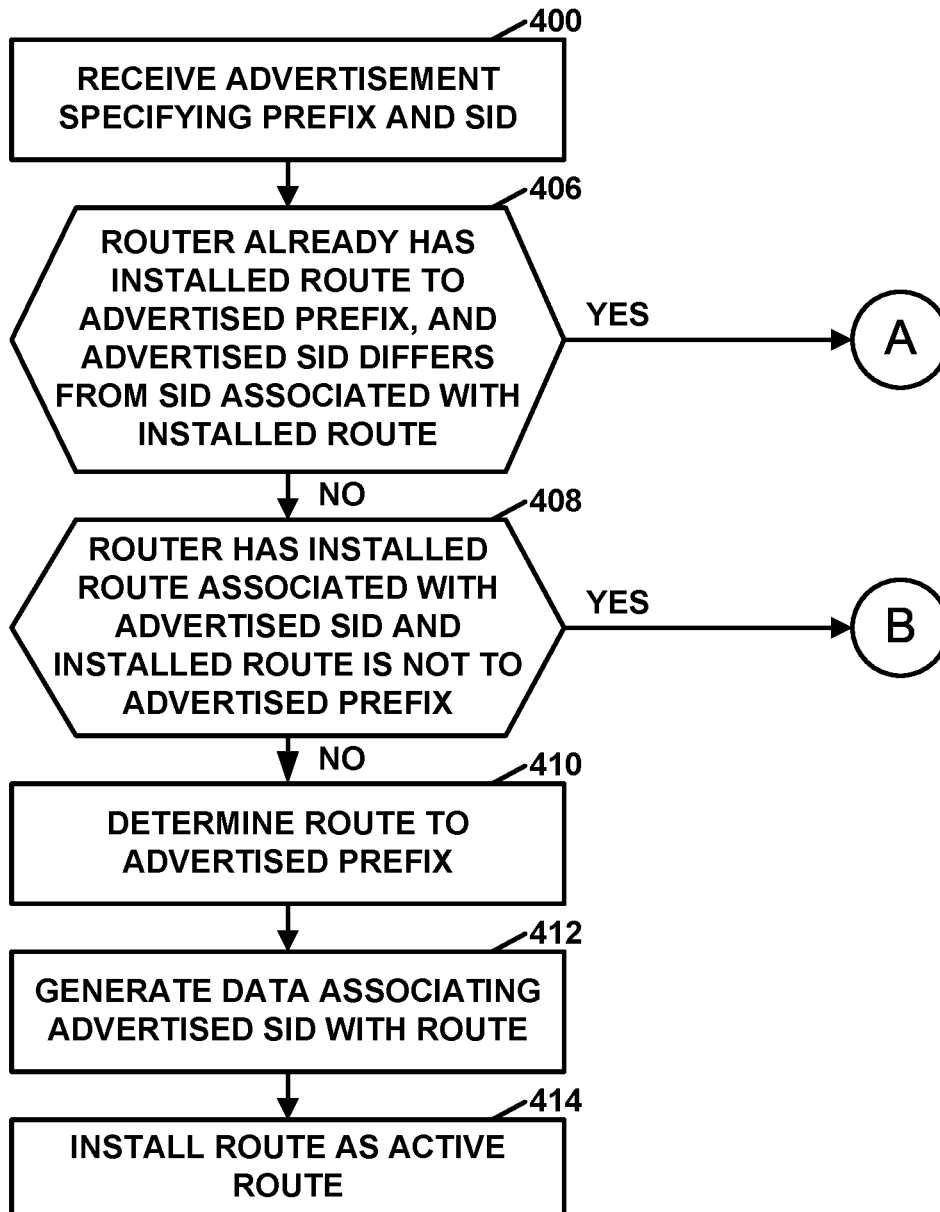 400
RECEIVE ADVERTISEMENT
SPECIFYING PREFIX AND SID
406
ROUTER ALREADY HAS
INSTALLED ROUTE TO
ADVERTISED PREFIX, AND
ADVERTISED SID DIFFERS
FROM SID ASSOCIATED WITH
INSTALLED ROUTE
YES
A
NO
408
ROUTER HAS INSTALLED
ROUTE ASSOCIATED WITH
ADVERTISED SID AND
INSTALLED ROUTE IS NOT TO
ADVERTISED PREFIX
YES
B
NO
410
DETERMINE ROUTE TO
ADVERTISED PREFIX
412
GENERATE DATA ASSOCIATING
ADVERTISED SID WITH ROUTE
414
INSTALL ROUTE AS ACTIVE
ROUTE